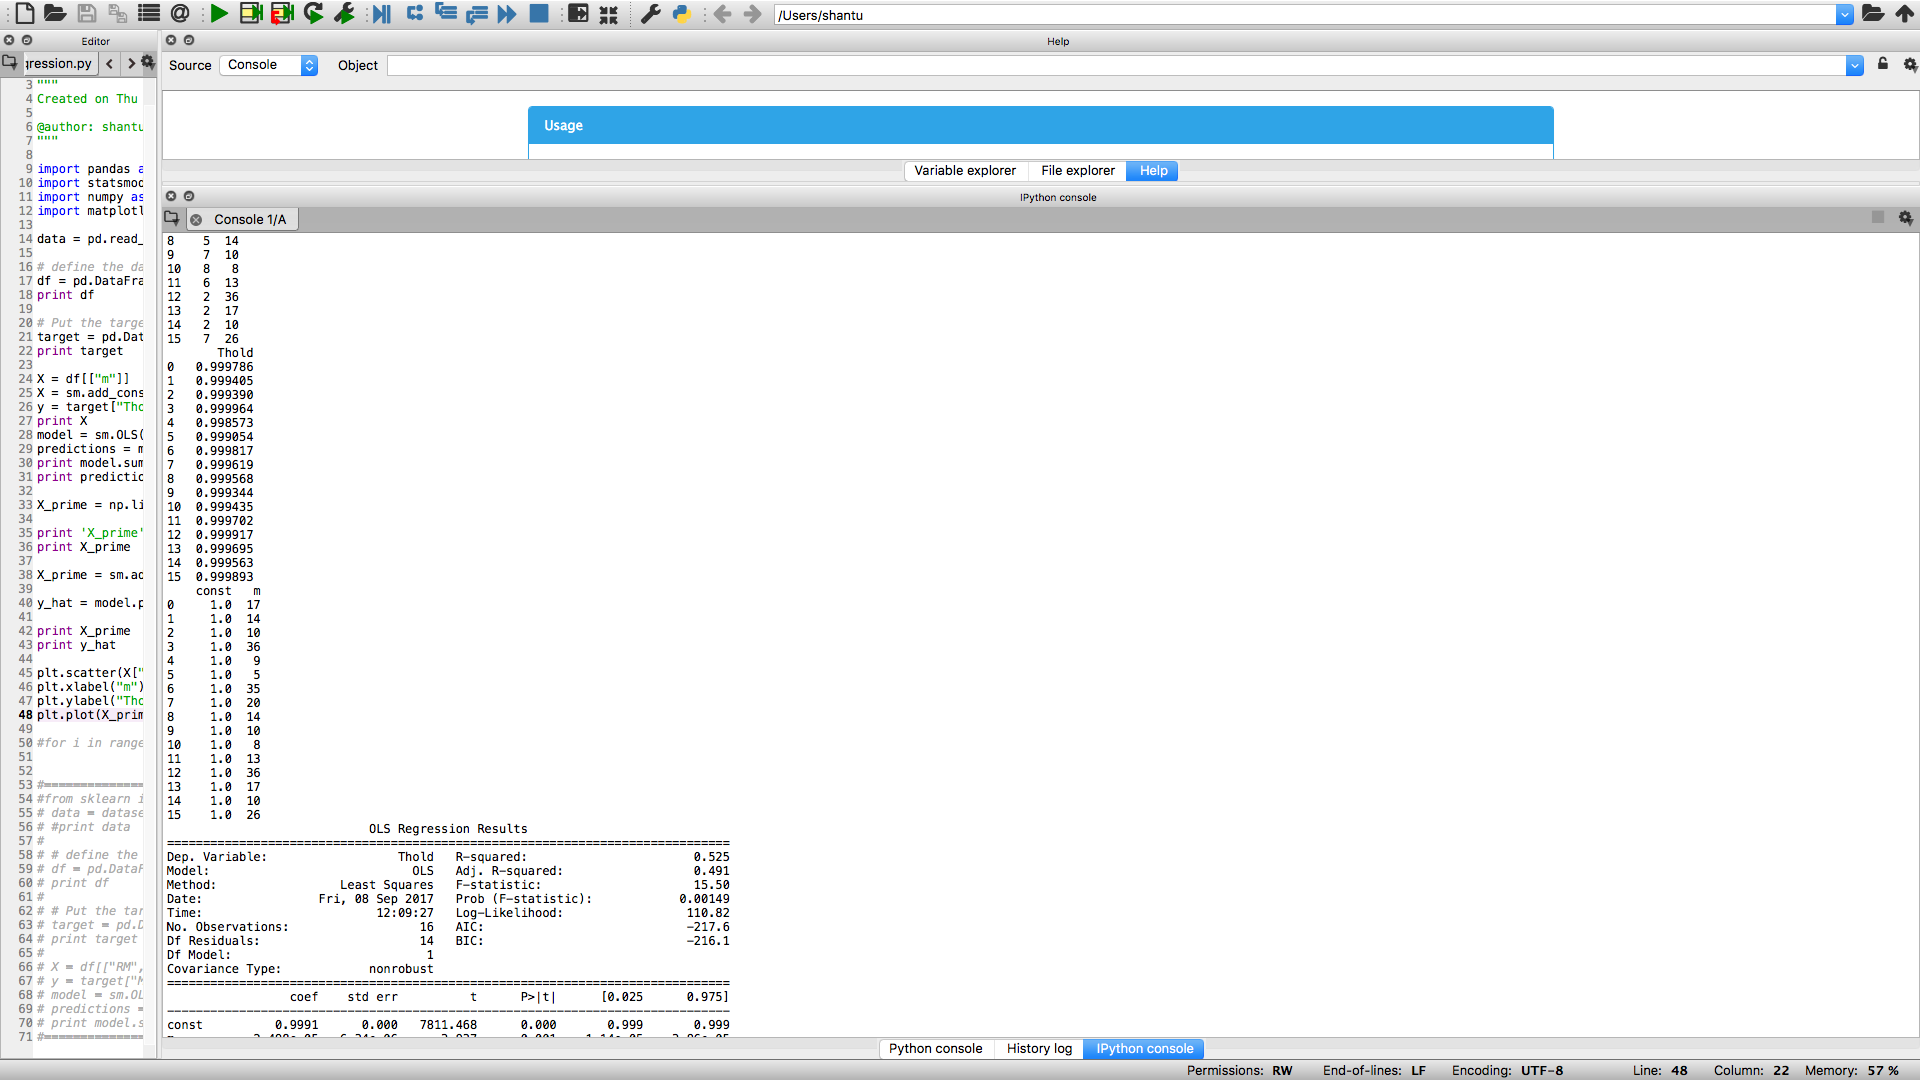 /Users/shantu
Editor
Help
gression.py
Source
Console
Object
3 """
4 Created on Thu
5
6 @author: shantu
7 """
8
9 import pandas a
10 import statsmod
11 import numpy as
12 import matplotl
13
14 data = pd.read_
15
16 # define the da
17 df = pd.DataFra
18 print df
19
20 # Put the targe
21 target = pd.Dat
22 print target
23
24 X = df[["m"]]
25 X = sm.add_cons
26 y = target["Tho
27 print X
28 model = sm.OLS(
29 predictions = m
30 print model.sum
31 print predictio
32
33 X_prime = np.li
34
35 print 'X_prime'
36 print X_prime
37
38 X_prime = sm.ad
39
40 y_hat = model.p
41
42 print X_prime
43 print y_hat
44
45 plt.scatter(X["
46 plt.xlabel("m")
47 plt.ylabel("Tho
48 plt.plot(X_prim
49
50 #for i in range
51
52
53 #==============
54 #from sklearn i
55 # data = datase
56 # #print data
57 #
58 # # define the
59 # df = pd.DataF
60 # print df
61 #
62 # # Put the tar
63 # target = pd.D
64 # print target
65 #
66 # X = df[["RM",
67 # y = target["M
68 # model = sm.OL
69 # predictions =
70 # print model.s
71 #==============
Usage
Variable explorer
File explorer
Help
IPython console
Console 1/A
8 5 14
9 7 10
10 8 8
11 6 13
12 2 36
13 2 17
14 2 10
15 7 26
Thold
0 0.999786
1 0.999405
2 0.999390
3 0.999964
4 0.998573
5 0.999054
6 0.999817
7 0.999619
8 0.999568
9 0.999344
10 0.999435
11 0.999702
12 0.999917
13 0.999695
14 0.999563
15 0.999893
const m
0 1.0 17
1 1.0 14
2 1.0 10
3 1.0 36
4 1.0 9
5 1.0 5
6 1.0 35
7 1.0 20
8 1.0 14
9 1.0 10
10 1.0 8
11 1.0 13
12 1.0 36
13 1.0 17
14 1.0 10
15 1.0 26
OLS Regression Results
==============================================================================
Dep. Variable: Thold R-squared: 0.525
Model: OLS Adj. R-squared: 0.491
Method: Least Squares F-statistic: 15.50
Date: Fri, 08 Sep 2017 Prob (F-statistic): 0.00149
Time: 12:09:27 Log-Likelihood: 110.82
No. Observations: 16 AIC: -217.6
Df Residuals: 14 BIC: -216.1
Df Model: 1
Covariance Type: nonrobust
==============================================================================
coef std err t P>|t| [0.025 0.975]
------------------------------------------------------------------------------
const 0.9991 0.000 7811.468 0.000 0.999 0.999
Python console
History log
IPython console
Permissions: RW End-of-lines: LF Encoding: UTF-8 Line: 48 Column: 22 Memory: 57 %